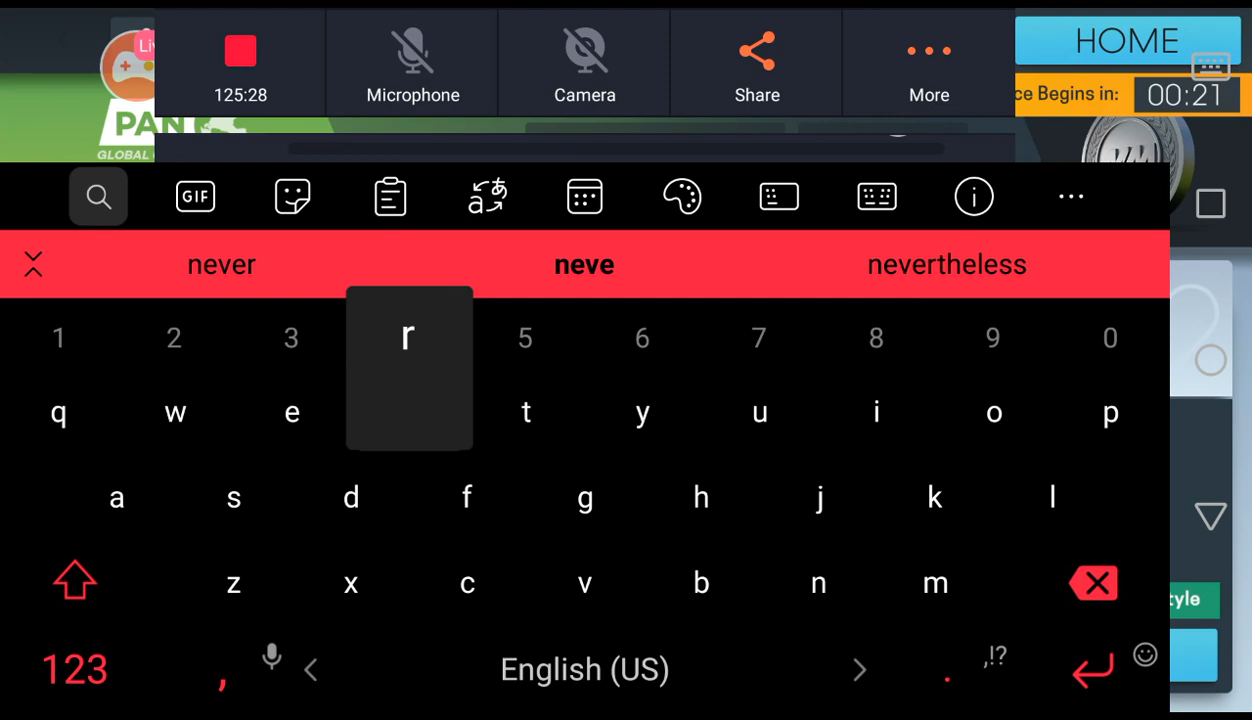 Liv
125:28
Microphone
Camera
Share
More
HOME
ce Begins in:
00:21
PAN
GLOBAL
GIF
never
neve
nevertheless
1 2 3 r 5 6 7 8 9 0
q w e t y u i o p
a s d f g h j k l
z x c v b n m
tyle
123 , English (US) . ,!?